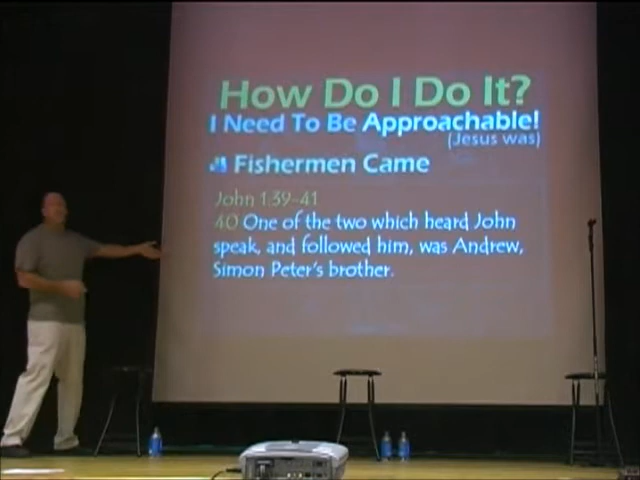 How Do I Do It?
I Need To Be Approachable!
(Jesus was)
Fishermen Came
John 1:39-41
40 One of the two which heard John
speak, and followed him, was Andrew,
Simon Peter's brother.